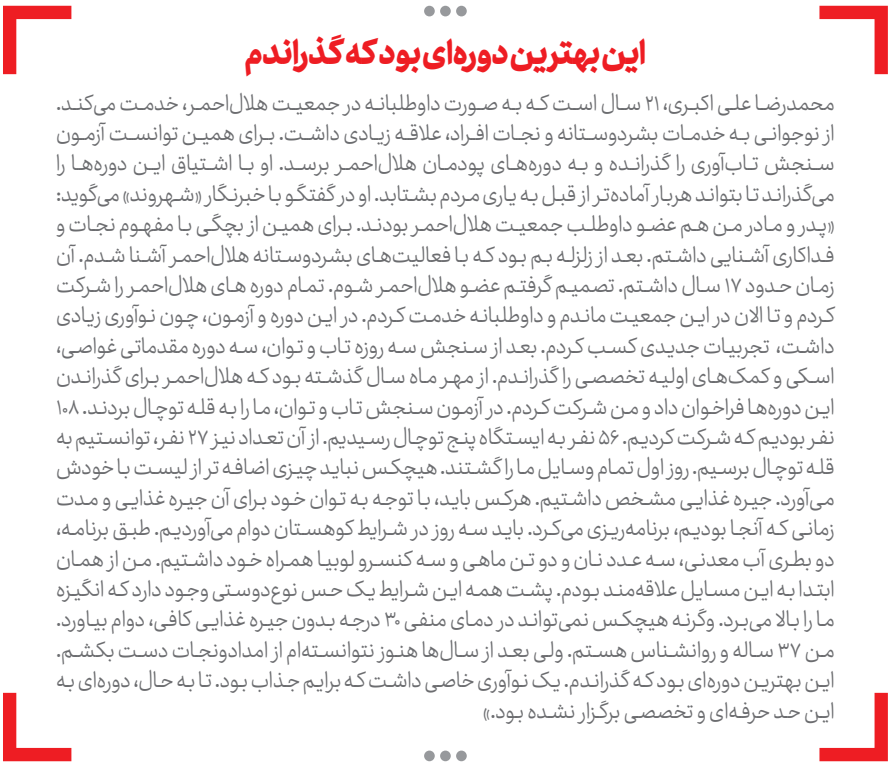 این بهترین دوره‌ای بود که گذراندم
محمدرضا علی اکبری، ۲۱ سال است که به صورت داوطلبانه در جمعیت هلال‌احمر، خدمت می‌کند.
از نوجوانی به خدمات بشردوستانه و نجات افراد، علاقه زیادی داشت. برای همین توانست آزمون
سنجش تاب‌آوری را گذرانده و به دوره‌های پودمان هلال‌احمر برسد. او با اشتیاق این دوره‌ها را
می‌گذراند تا بتواند هربار آماده‌تر از قبل به یاری مردم بشتابد. او در گفتگو با خبرنگار «شهروند» می‌گوید:
«پدر و مادر من هم عضو داوطلب جمعیت هلال‌احمر بودند. برای همین از بچگی با مفهوم نجات و
فداکاری آشنایی داشتم. بعد از زلزله بم بود که با فعالیت‌های بشردوستانه هلال‌احمر آشنا شدم. آن
زمان حدود ۱۷ سال داشتم. تصمیم گرفتم عضو هلال‌احمر شوم. تمام دوره های هلال‌احمر را شرکت
کردم و تا الان در این جمعیت ماندم و داوطلبانه خدمت کردم. در این دوره و آزمون، چون نوآوری زیادی
داشت، تجربیات جدیدی کسب کردم. بعد از سنجش سه روزه تاب و توان، سه دوره مقدماتی غواصی،
اسکی و کمک‌های اولیه تخصصی را گذراندم. از مهر ماه سال گذشته بود که هلال‌احمر برای گذراندن
این دوره‌ها فراخوان داد و من شرکت کردم. در آزمون سنجش تاب و توان، ما را به قله توچال بردند. ۱۰۸
نفر بودیم که شرکت کردیم. ۵۶ نفر به ایستگاه پنج توچال رسیدیم. از آن تعداد نیز ۲۷ نفر، توانستیم به
قله توچال برسیم. روز اول تمام وسایل ما را گشتند. هیچکس نباید چیزی اضافه تر از لیست با خودش
می‌آورد. جیره غذایی مشخص داشتیم. هرکس باید، با توجه به توان خود برای آن جیره غذایی و مدت
زمانی که آنجا بودیم، برنامه‌ریزی می‌کرد. باید سه روز در شرایط کوهستان دوام می‌آوردیم. طبق برنامه،
دو بطری آب معدنی، سه عدد نان و دو تن ماهی و سه کنسرو لوبیا همراه خود داشتیم. من از همان
ابتدا به این مسایل علاقه‌مند بودم. پشت همه این شرایط یک حس نوع‌دوستی وجود دارد که انگیزه
ما را بالا می‌برد. وگرنه هیچکس نمی‌تواند در دمای منفی ۳۰ درجه بدون جیره غذایی کافی، دوام بیاورد.
من ۳۷ ساله و روانشناس هستم. ولی بعد از سال‌ها هنوز نتوانسته‌ام از امدادونجات دست بکشم.
این بهترین دوره‌ای بود که گذراندم. یک نوآوری خاصی داشت که برایم جذاب بود. تا به حال، دوره‌ای به
این حد حرفه‌ای و تخصصی برگزار نشده بود.»